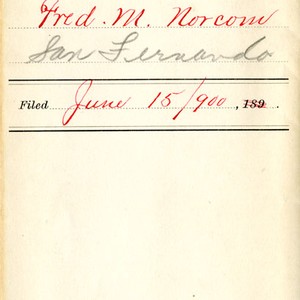 Fred. M. Norcom
San Fernando
Filed June 15/900, 189 .